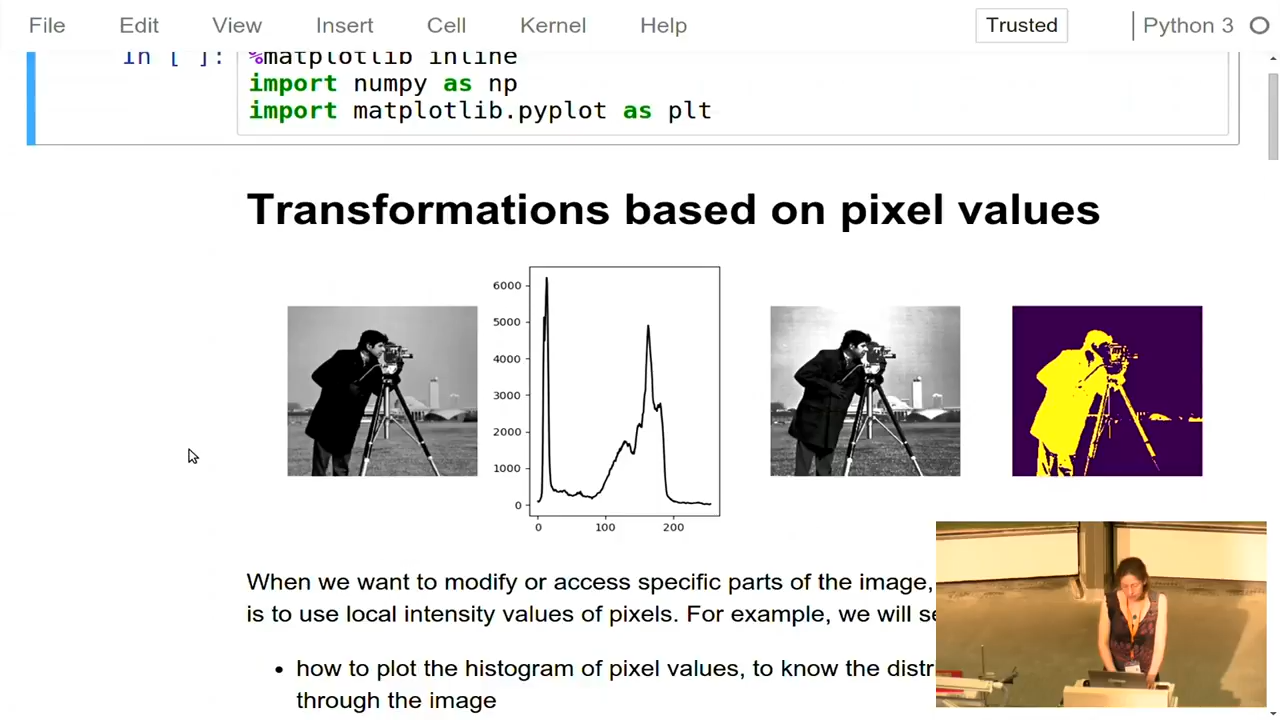 File Edit View Insert Cell Kernel Help Trusted Python 3
In [ ]: %matplotlib inline
import numpy as np
import matplotlib.pyplot as plt
Transformations based on pixel values
6000
5000
4000
3000
2000
1000
0
0 100 200
When we want to modify or access specific parts of the image,
is to use local intensity values of pixels. For example, we will se
• how to plot the histogram of pixel values, to know the distr
through the image